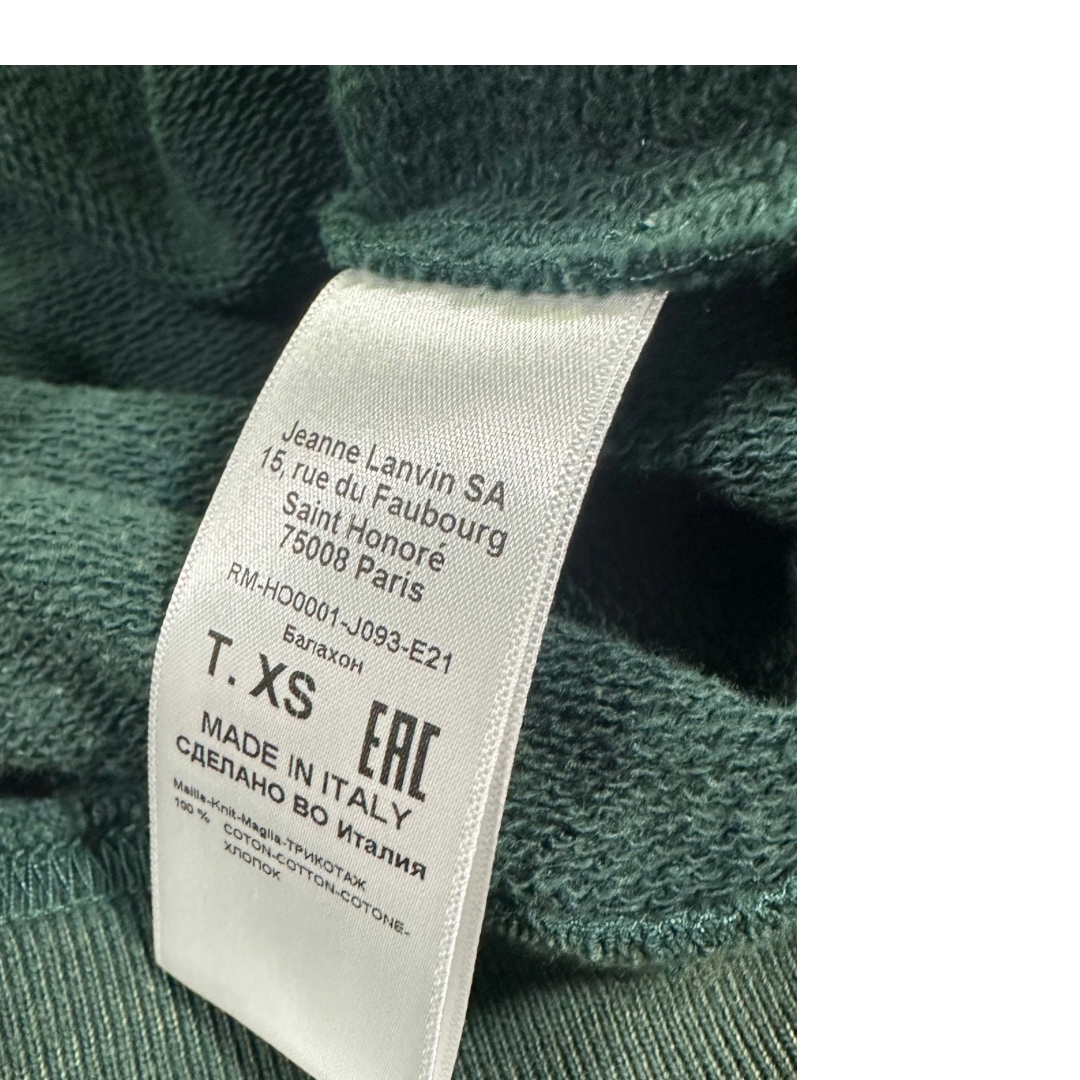 Jeanne Lanvin SA
15, rue du Faubourg
Saint Honoré
75008 Paris
RM-HO0001-J093-E21
Балахон
T. XS
EAC
MADE IN ITALY
СДЕЛАНО ВО Италия
Maille-Knit-Maglia-ТРИКОТАЖ
100 % COTON-COTTON-COTONE-
ХЛОПОК